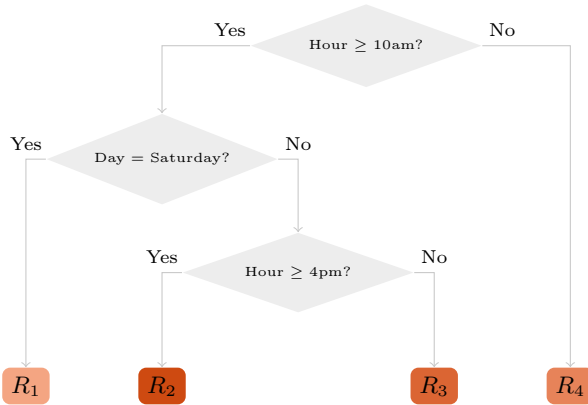 Yes
Hour ≥ 10am?
No
Yes
Day = Saturday?
No
Yes
Hour ≥ 4pm?
No
R₁
R₂
R₃
R₄